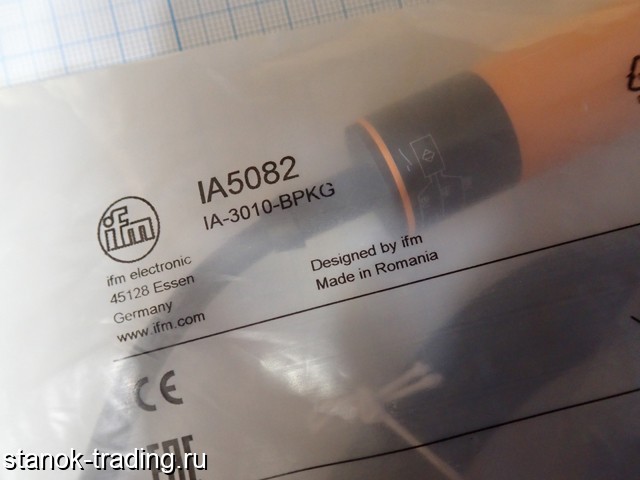 IA5082
IA-3010-BPKG
ifm
ifm electronic
45128 Essen
Germany
www.ifm.com
Designed by ifm
Made in Romania
CE
EAC
stanok-trading.ru